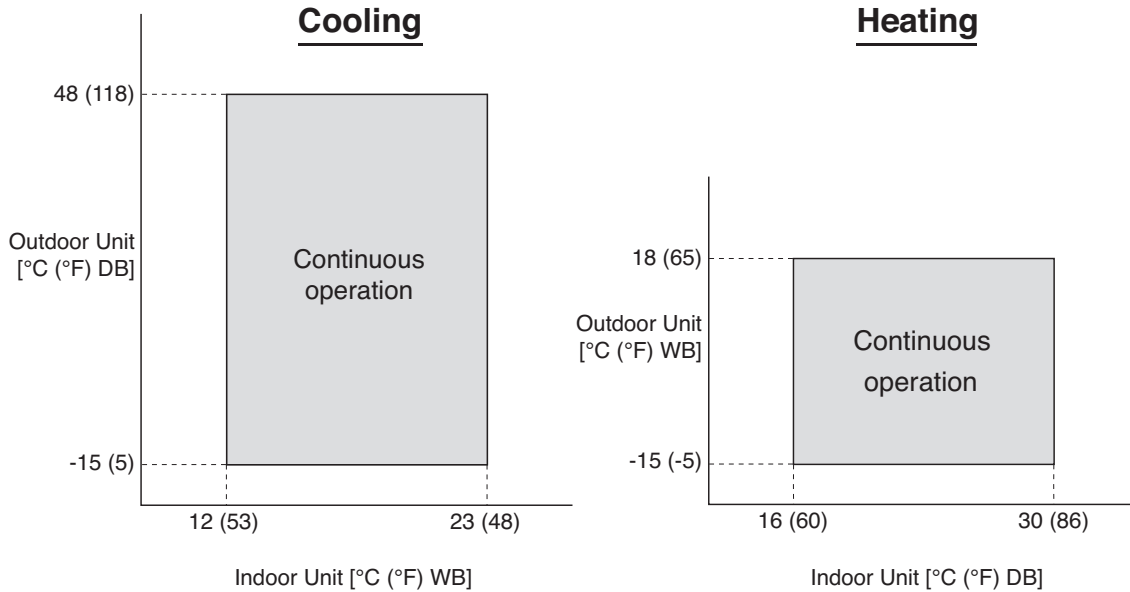 Cooling
48 (118)
Outdoor Unit
[°C (°F) DB]
Continuous
operation
-15 (5)
12 (53)
23 (48)
Indoor Unit [°C (°F) WB]
Heating
18 (65)
Outdoor Unit
[°C (°F) WB]
Continuous
operation
-15 (-5)
16 (60)
30 (86)
Indoor Unit [°C (°F) DB]